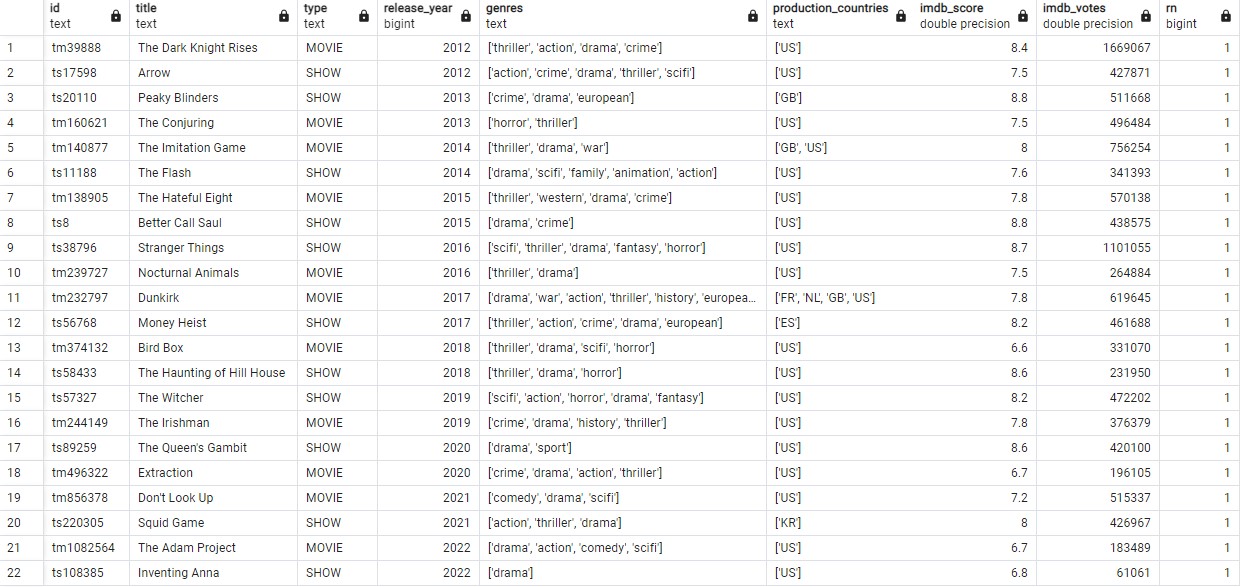 id title type release_year genres production_countries imdb_score imdb_votes rn
text text text bigint text text double precision double precision bigint
1 tm39888 The Dark Knight Rises MOVIE 2012 ['thriller', 'action', 'drama', 'crime'] ['US'] 8.4 1669067 1
2 ts17598 Arrow SHOW 2012 ['action', 'crime', 'drama', 'thriller', 'scifi'] ['US'] 7.5 427871 1
3 ts20110 Peaky Blinders SHOW 2013 ['crime', 'drama', 'european'] ['GB'] 8.8 511668 1
4 tm160621 The Conjuring MOVIE 2013 ['horror', 'thriller'] ['US'] 7.5 496484 1
5 tm140877 The Imitation Game MOVIE 2014 ['thriller', 'drama', 'war'] ['GB', 'US'] 8 756254 1
6 ts11188 The Flash SHOW 2014 ['drama', 'scifi', 'family', 'animation', 'action'] ['US'] 7.6 341393 1
7 tm138905 The Hateful Eight MOVIE 2015 ['thriller', 'western', 'drama', 'crime'] ['US'] 7.8 570138 1
8 ts8 Better Call Saul SHOW 2015 ['drama', 'crime'] ['US'] 8.8 438575 1
9 ts38796 Stranger Things SHOW 2016 ['scifi', 'thriller', 'drama', 'fantasy', 'horror'] ['US'] 8.7 1101055 1
10 tm239727 Nocturnal Animals MOVIE 2016 ['thriller', 'drama'] ['US'] 7.5 264884 1
11 tm232797 Dunkirk MOVIE 2017 ['drama', 'war', 'action', 'thriller', 'history', 'europea... ['FR', 'NL', 'GB', 'US'] 7.8 619645 1
12 ts56768 Money Heist SHOW 2017 ['thriller', 'action', 'crime', 'drama', 'european'] ['ES'] 8.2 461688 1
13 tm374132 Bird Box MOVIE 2018 ['thriller', 'drama', 'scifi', 'horror'] ['US'] 6.6 331070 1
14 ts58433 The Haunting of Hill House SHOW 2018 ['thriller', 'drama', 'horror'] ['US'] 8.6 231950 1
15 ts57327 The Witcher SHOW 2019 ['scifi', 'action', 'horror', 'drama', 'fantasy'] ['US'] 8.2 472202 1
16 tm244149 The Irishman MOVIE 2019 ['crime', 'drama', 'history', 'thriller'] ['US'] 7.8 376379 1
17 ts89259 The Queen's Gambit SHOW 2020 ['drama', 'sport'] ['US'] 8.6 420100 1
18 tm496322 Extraction MOVIE 2020 ['crime', 'drama', 'action', 'thriller'] ['US'] 6.7 196105 1
19 tm856378 Don't Look Up MOVIE 2021 ['comedy', 'drama', 'scifi'] ['US'] 7.2 515337 1
20 ts220305 Squid Game SHOW 2021 ['action', 'thriller', 'drama'] ['KR'] 8 426967 1
21 tm1082564 The Adam Project MOVIE 2022 ['drama', 'action', 'comedy', 'scifi'] ['US'] 6.7 183489 1
22 ts108385 Inventing Anna SHOW 2022 ['drama'] ['US'] 6.8 61061 1